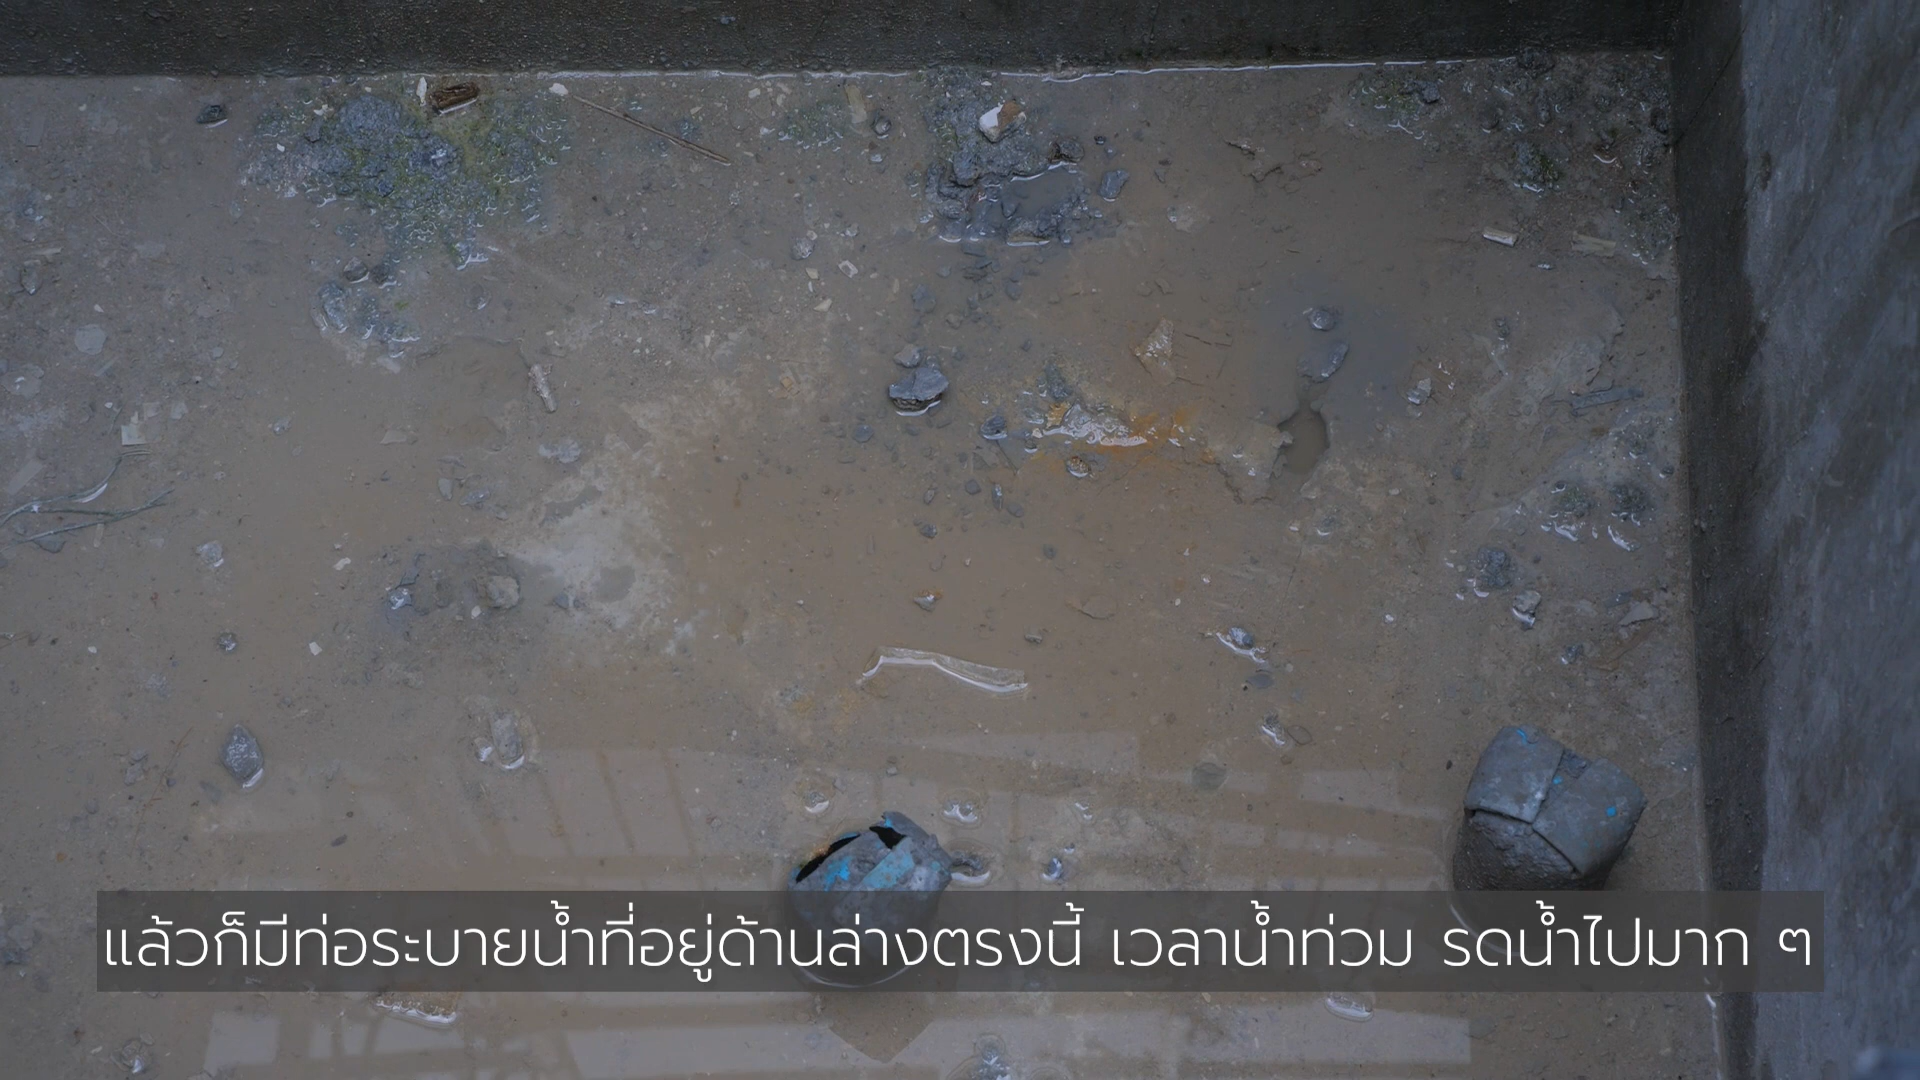 แล้วก็มีท่อระบายน้ำที่อยู่ด้านล่างตรงนี้ เวลาน้ำท่วม รดน้ำไปมาก ๆ